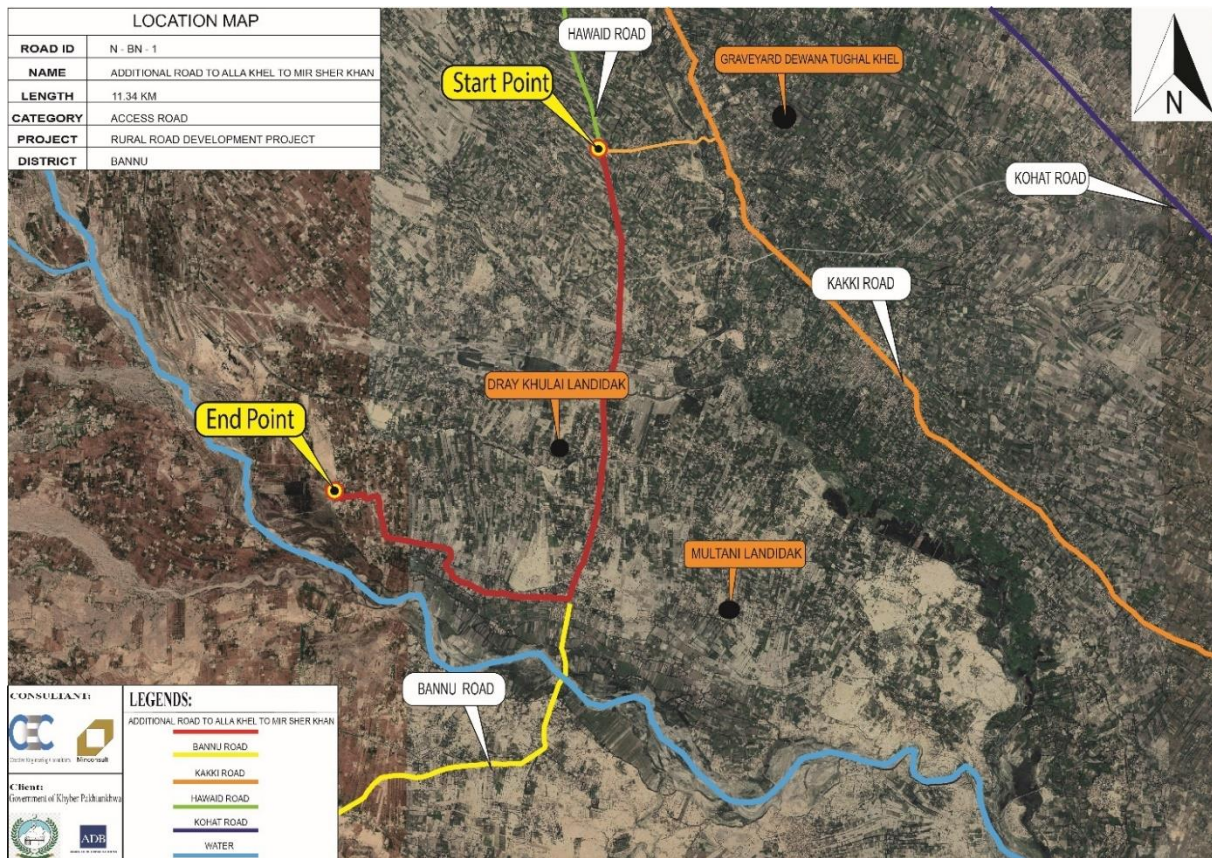 LOCATION MAP
ROAD ID N - BN - 1
NAME ADDITIONAL ROAD TO ALLA KHEL TO MIR SHER KHAN
LENGTH 11.34 KM
CATEGORY ACCESS ROAD
PROJECT RURAL ROAD DEVELOPMENT PROJECT
DISTRICT BANNU
HAWAID ROAD
GRAVEYARD DEWANA TUGHAL KHEL
N
Start Point
KOHAT ROAD
KAKKI ROAD
DRAY KHULAI LANDIDAK
End Point
MULTANI LANDIDAK
BANNU ROAD
CONSULTANT:
CEC
Minconsult
Client:
Government of Khyber Pakhtunkhwa
ADB
LEGENDS:
ADDITIONAL ROAD TO ALLA KHEL TO MIR SHER KHAN
BANNU ROAD
KAKKI ROAD
HAWAID ROAD
KOHAT ROAD
WATER